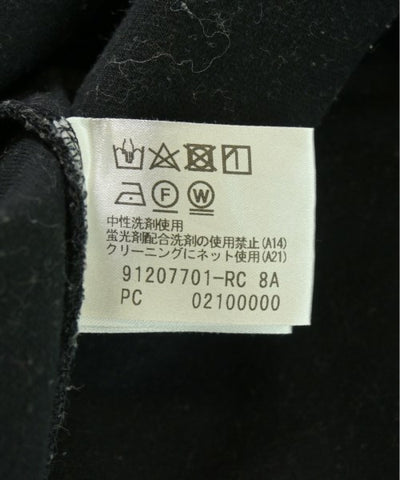 F W
中性洗剤使用
蛍光剤配合洗剤の使用禁止(A14)
クリーニングにネット使用(A21)
91207701-RC 8A
PC 02100000